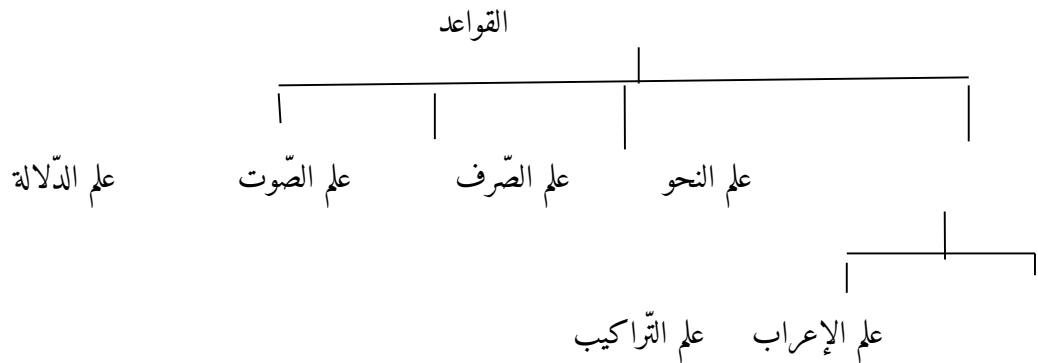 القواعد
علم النحو علم الصّرف علم الصّوت علم الدّلالة
علم الإعراب علم التّراكيب